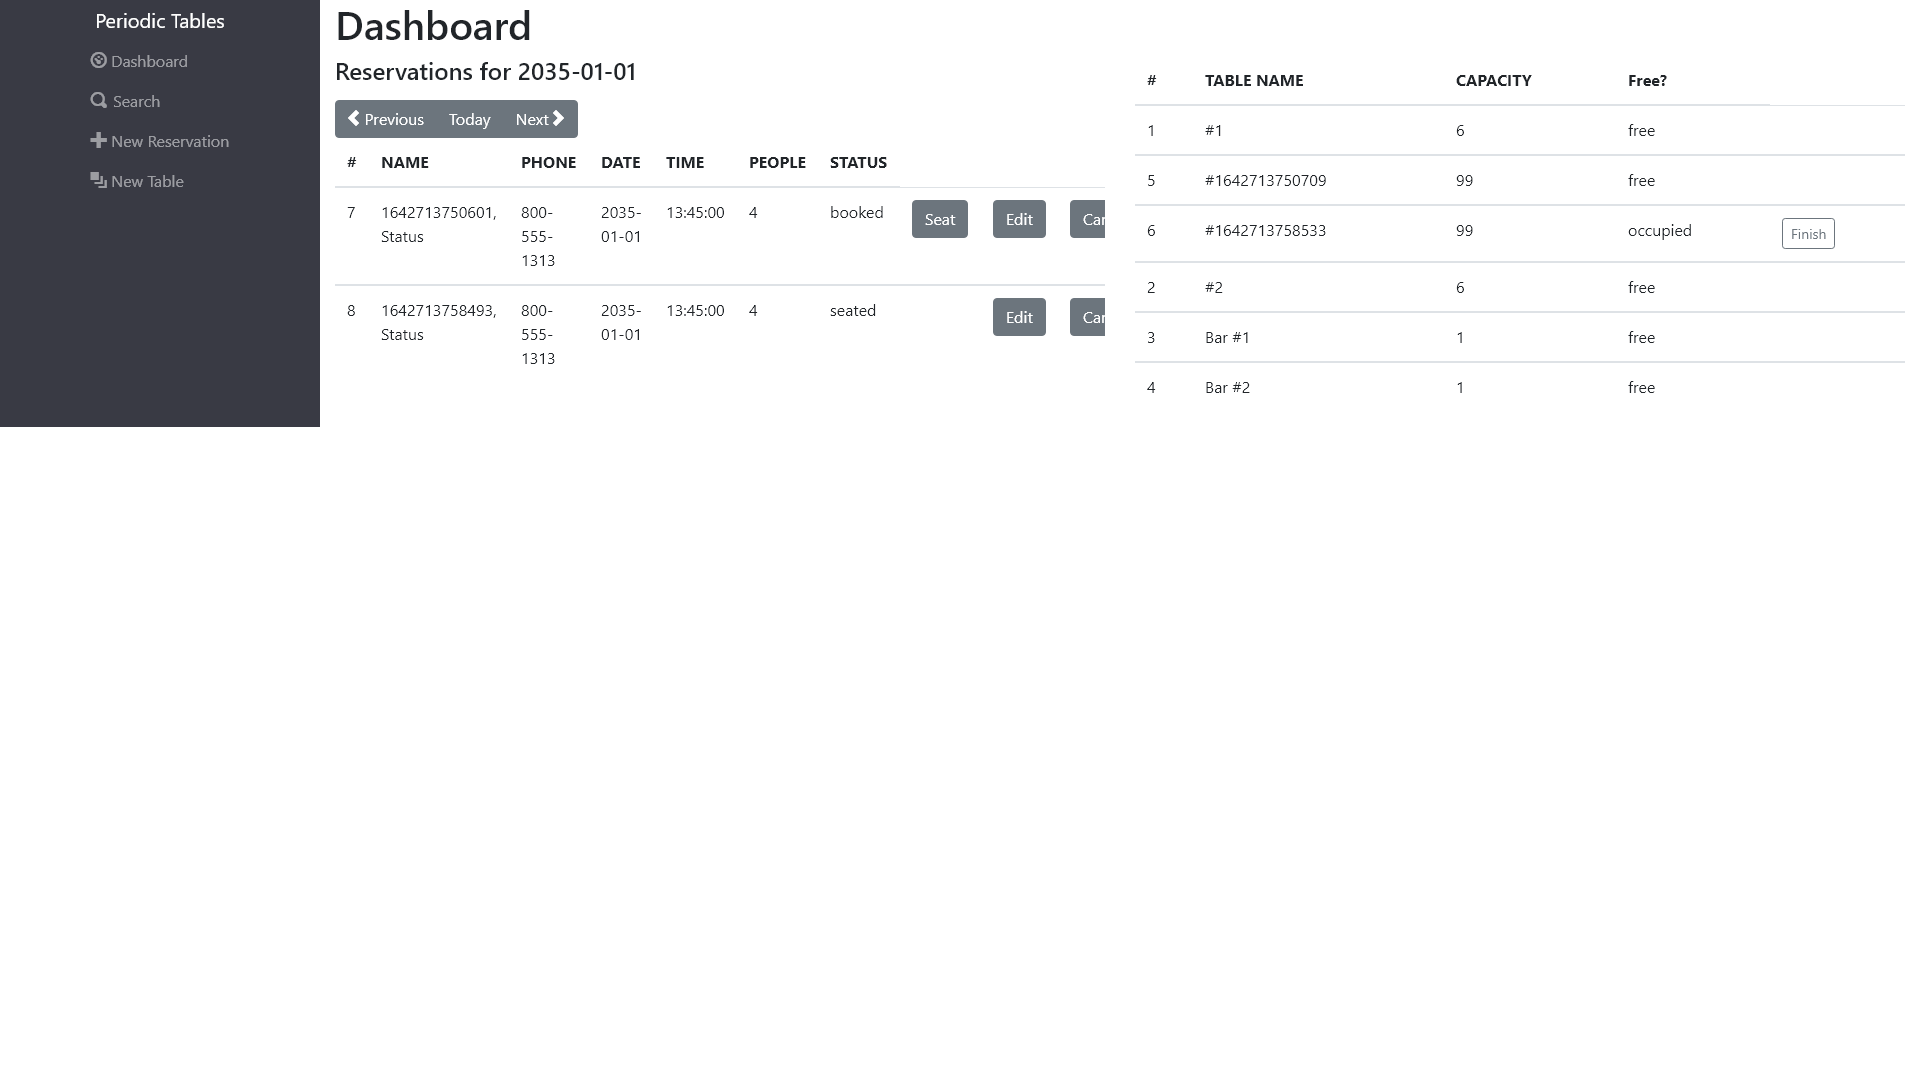 Periodic Tables
Dashboard
Search
New Reservation
New Table
Dashboard
Reservations for 2035-01-01
Previous Today Next
# NAME PHONE DATE TIME PEOPLE STATUS
7 1642713750601, 800- 2035- 13:45:00 4 booked Seat Edit Can
Status 555- 01-01
1313
8 1642713758493, 800- 2035- 13:45:00 4 seated Edit Can
Status 555- 01-01
1313
# TABLE NAME CAPACITY Free?
1 #1 6 free
5 #1642713750709 99 free
6 #1642713758533 99 occupied Finish
2 #2 6 free
3 Bar #1 1 free
4 Bar #2 1 free